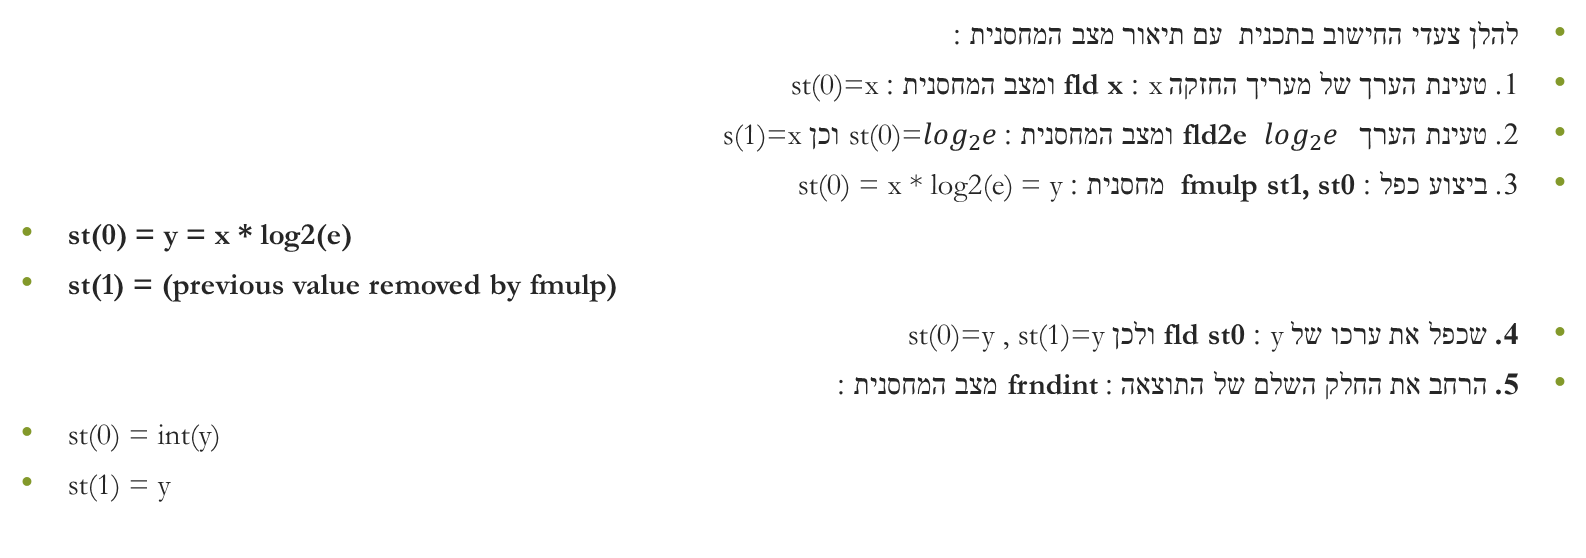 להלן צעדי החישוב בתכנית  עם תיאור מצב המחסנית :
1. טעינת הערך של מעריך החזקה x : fld x ומצב המחסנית : st(0)=x
2. טעינת הערך log₂e fld2e ומצב המחסנית : st(0)=log₂e וכן s(1)=x
3. ביצוע כפל : fmulp st1, st0 מחסנית : st(0) = x * log2(e) = y
st(0) = y = x * log2(e)
st(1) = (previous value removed by fmulp)
4. שכפל את ערכו של y : fld st0 ולכן st(0)=y , st(1)=y
5. הרחב את החלק השלם של התוצאה : frndint מצב המחסנית :
st(0) = int(y)
st(1) = y